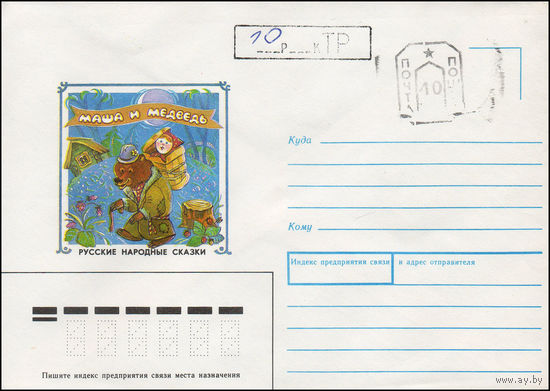 10 р к ТР
ПОЧТА 10
МАША И МЕДВЕДЬ
РУССКИЕ НАРОДНЫЕ СКАЗКИ
Куда
Кому
Индекс предприятия связи и адрес отправителя
Пишите индекс предприятия связи места назначения
www.ay.by